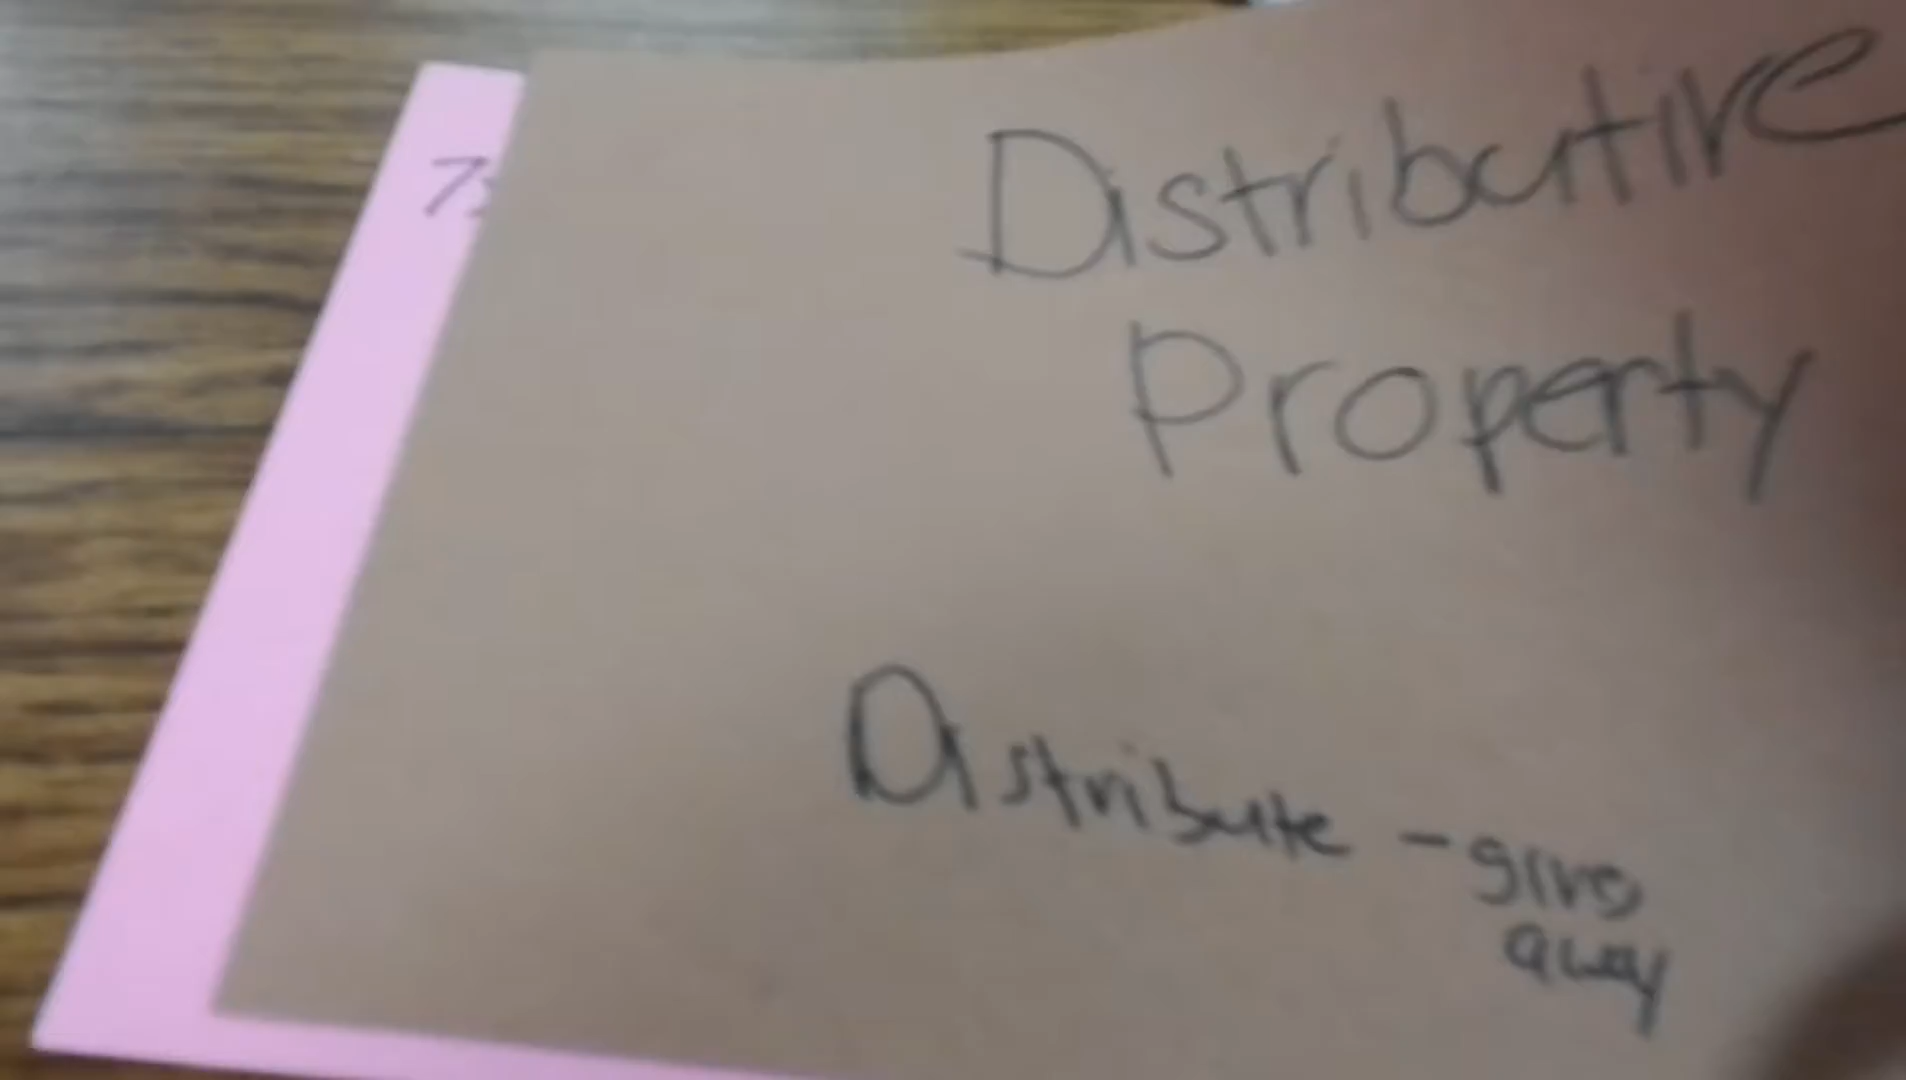 Distributive
Property
Distribute - give
away